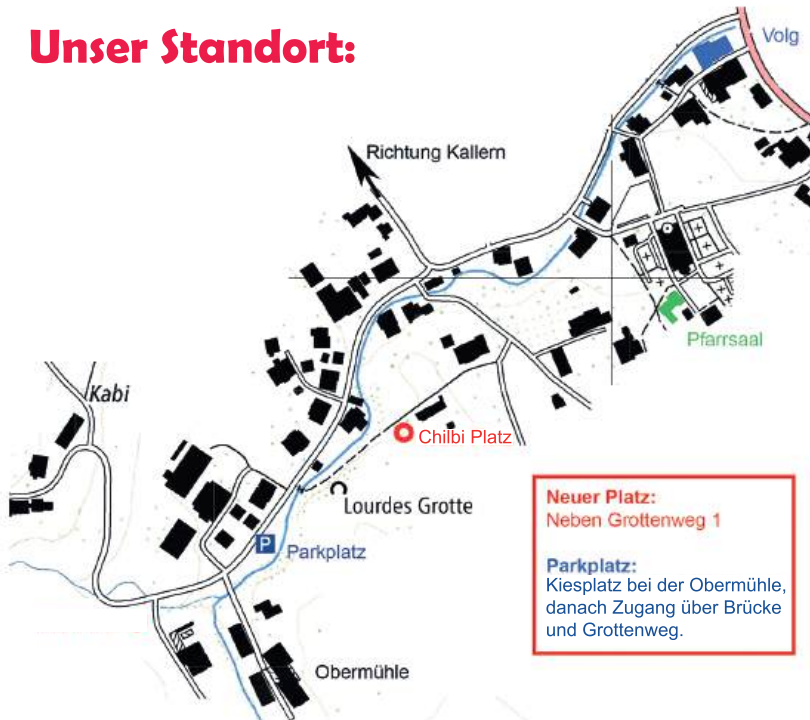 Unser Standort:
Volg
Richtung Kallern
Pfarrsaal
Kabi
Chilbi Platz
Lourdes Grotte
P Parkplatz
Obermühle
Neuer Platz:
Neben Grottenweg 1
Parkplatz:
Kiesplatz bei der Obermühle,
danach Zugang über Brücke
und Grottenweg.